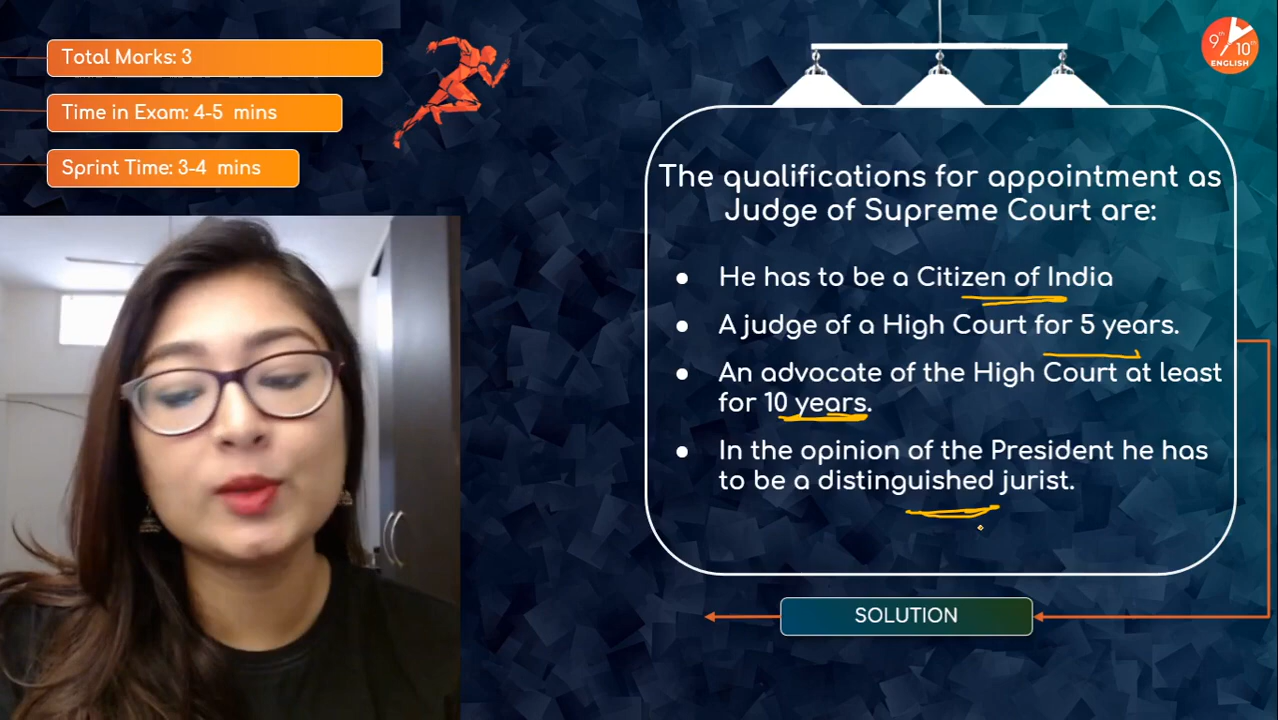 Total Marks: 3
Time in Exam: 4-5 mins
Sprint Time: 3-4 mins
9th 10th
ENGLISH
The qualifications for appointment as
Judge of Supreme Court are:
● He has to be a Citizen of India
● A judge of a High Court for 5 years.
● An advocate of the High Court at least
for 10 years.
● In the opinion of the President he has
to be a distinguished jurist.
SOLUTION